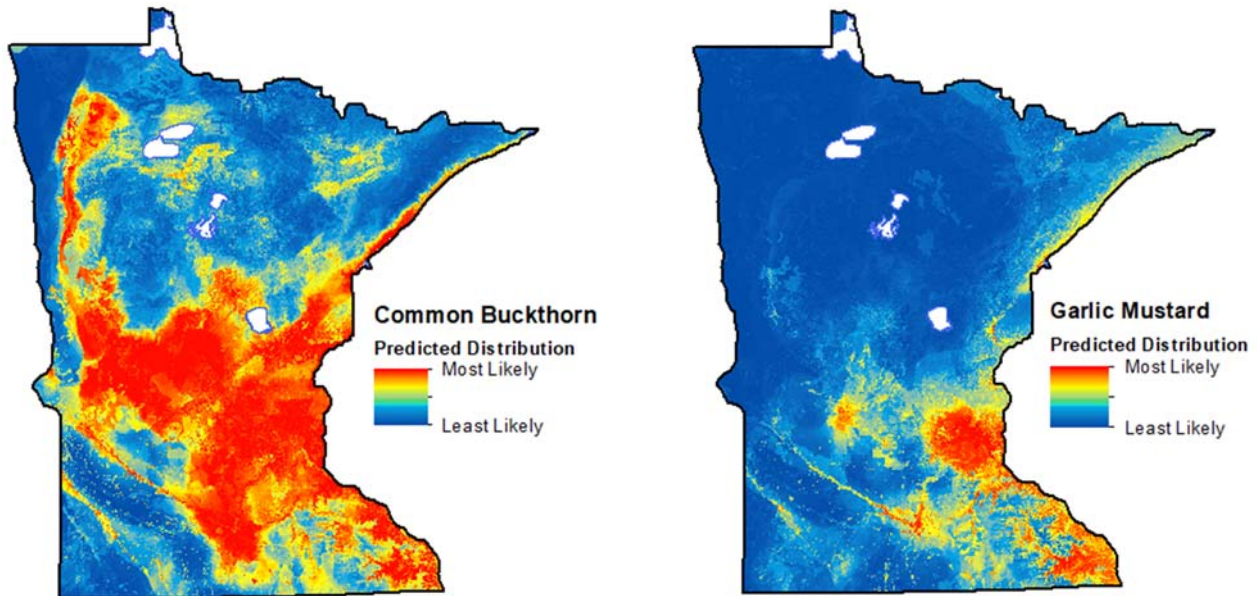 Common Buckthorn
Predicted Distribution
Most Likely
Least Likely
Garlic Mustard
Predicted Distribution
Most Likely
Least Likely